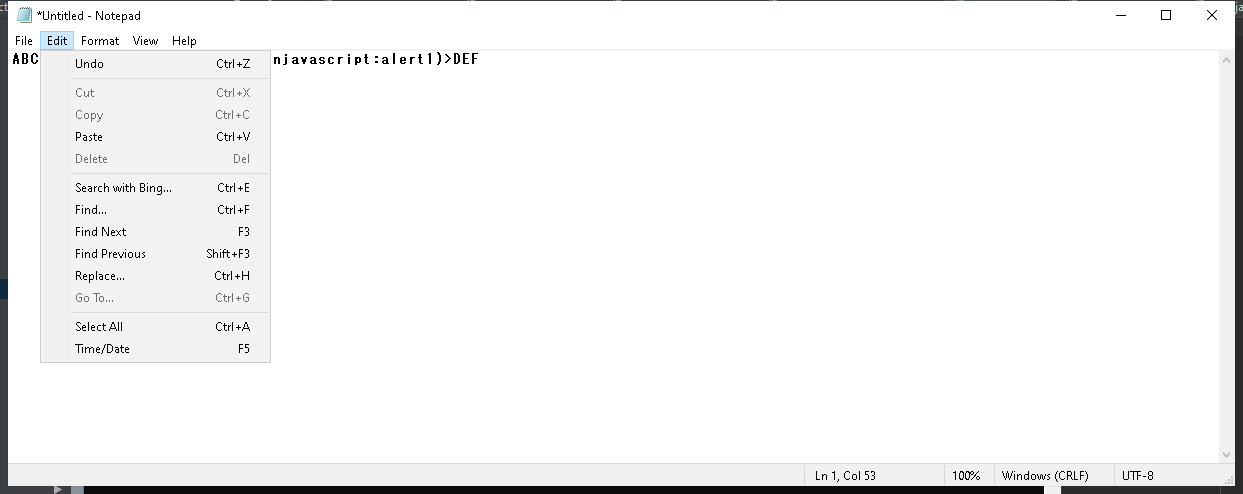 *Untitled - Notepad
File Edit Format View Help
ABC njavascript:alert1)>DEF
Undo Ctrl+Z
Cut Ctrl+X
Copy Ctrl+C
Paste Ctrl+V
Delete Del
Search with Bing... Ctrl+E
Find... Ctrl+F
Find Next F3
Find Previous Shift+F3
Replace... Ctrl+H
Go To... Ctrl+G
Select All Ctrl+A
Time/Date F5
Ln 1, Col 53 100% Windows (CRLF) UTF-8